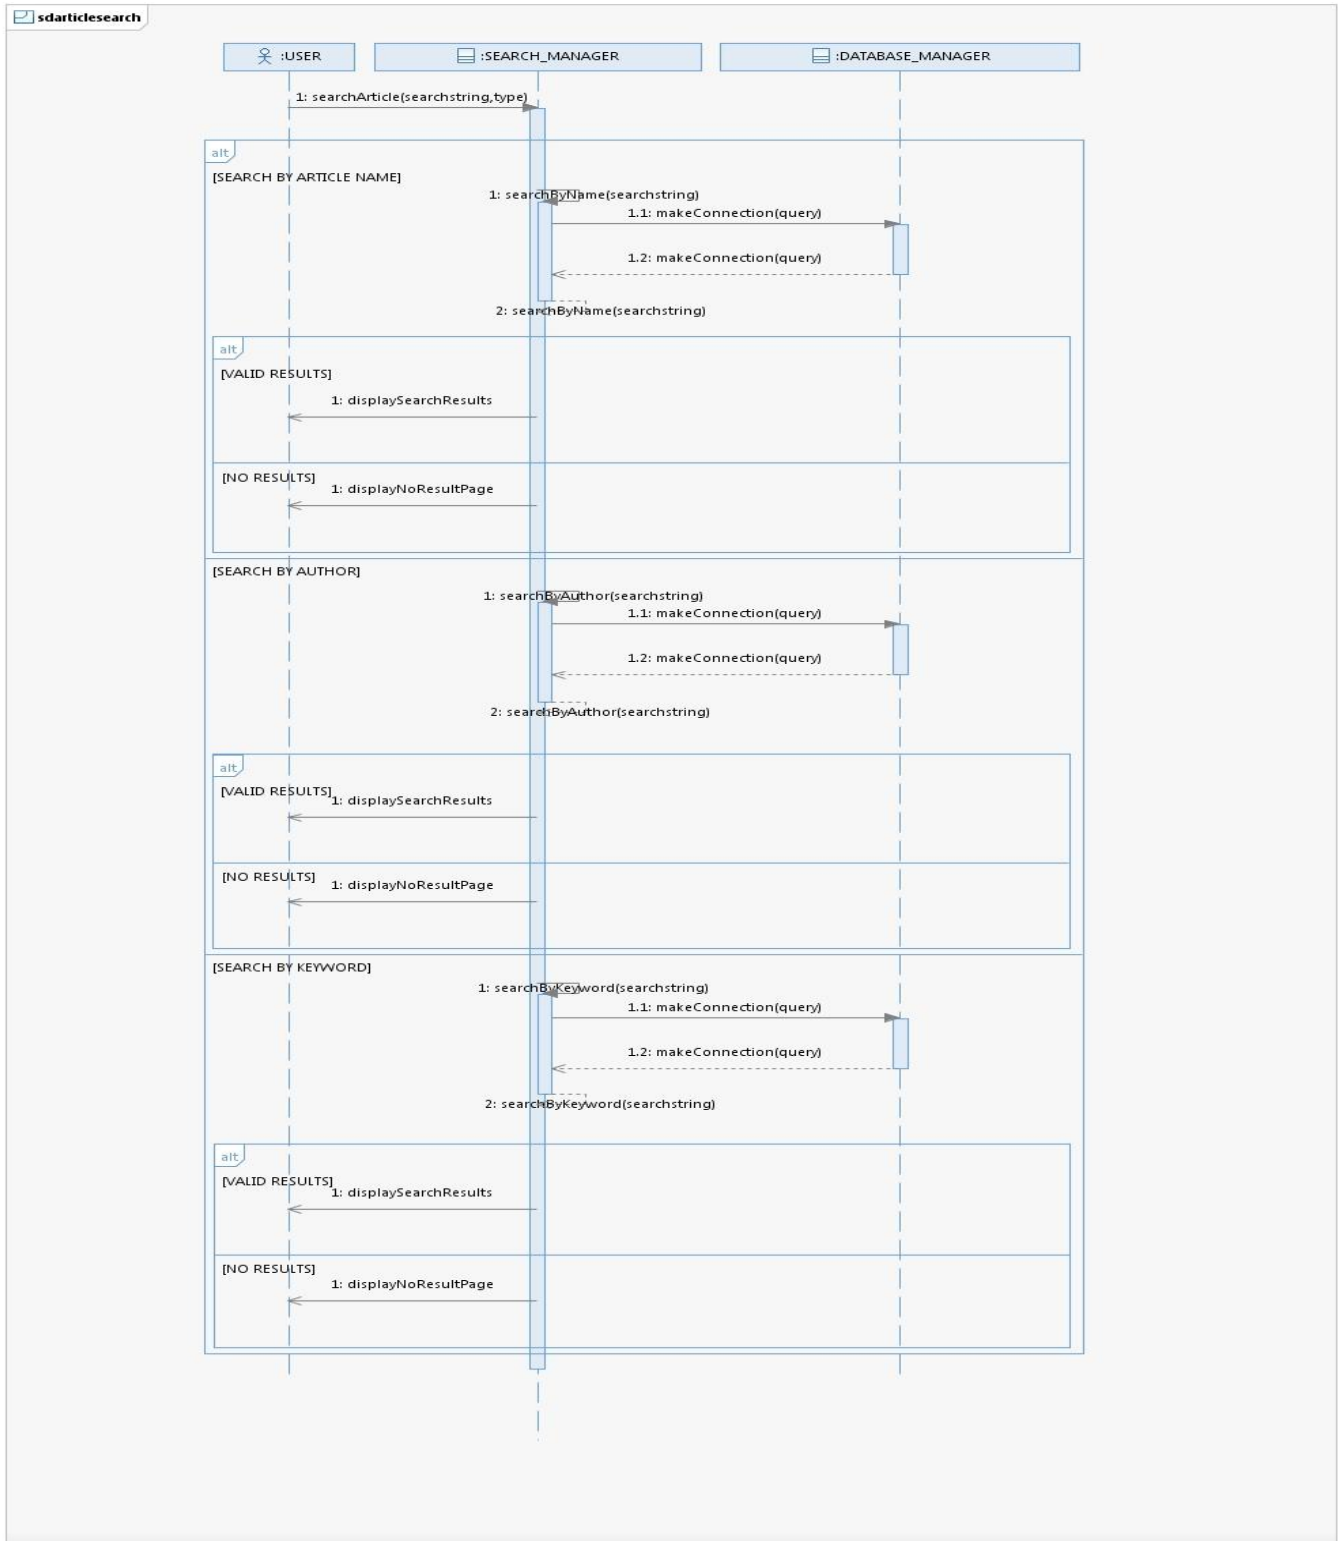 sdarticlesearch
:USER
:SEARCH_MANAGER
:DATABASE_MANAGER
1: searchArticle(searchstring,type)
alt
[SEARCH BY ARTICLE NAME]
1: searchByName(searchstring)
1.1: makeConnection(query)
1.2: makeConnection(query)
2: searchByName(searchstring)
alt
[VALID RESULTS]
1: displaySearchResults
[NO RESULTS]
1: displayNoResultPage
[SEARCH BY AUTHOR]
1: searchByAuthor(searchstring)
1.1: makeConnection(query)
1.2: makeConnection(query)
2: searchByAuthor(searchstring)
alt
[VALID RESULTS]
1: displaySearchResults
[NO RESULTS]
1: displayNoResultPage
[SEARCH BY KEYWORD]
1: searchByKeyword(searchstring)
1.1: makeConnection(query)
1.2: makeConnection(query)
2: searchByKeyword(searchstring)
alt
[VALID RESULTS]
1: displaySearchResults
[NO RESULTS]
1: displayNoResultPage